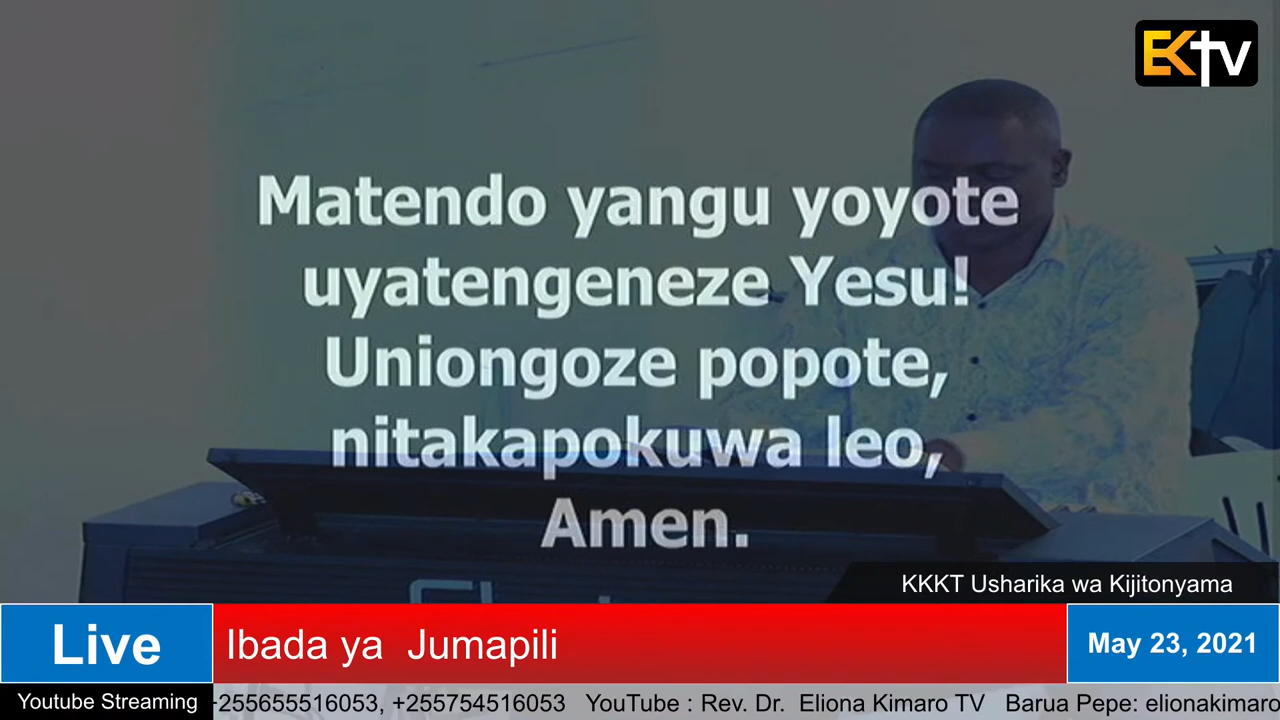 EKTV
Matendo yangu yoyote
uyatengeneze Yesu!
Uniongoze popote,
nitakapokuwa leo,
Amen.
KKKT Usharika wa Kijitonyama
Live
Ibada ya Jumapili
May 23, 2021
Youtube Streaming
+255655516053, +255754516053 YouTube : Rev. Dr. Eliona Kimaro TV Barua Pepe: elionakimaro